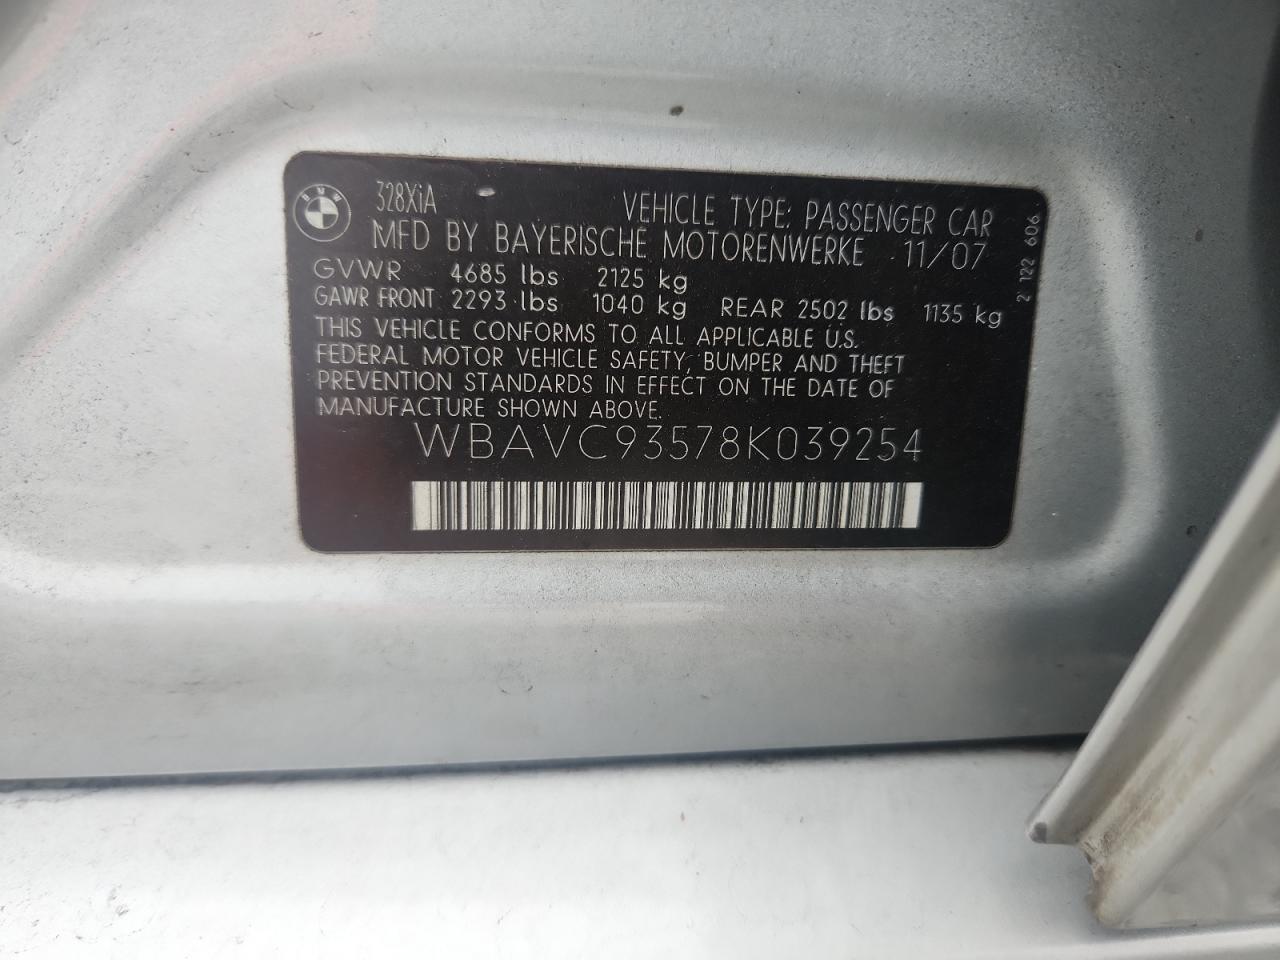 BMW
328XiA
VEHICLE TYPE: PASSENGER CAR
MFD BY BAYERISCHE MOTORENWERKE 11/07
GVWR 4685 lbs 2125 kg
GAWR FRONT: 2293 lbs 1040 kg REAR 2502 lbs 1135 kg
THIS VEHICLE CONFORMS TO ALL APPLICABLE U.S.
FEDERAL MOTOR VEHICLE SAFETY, BUMPER AND THEFT
PREVENTION STANDARDS IN EFFECT ON THE DATE OF
MANUFACTURE SHOWN ABOVE.
WBAVC93578K039254
2 122 606